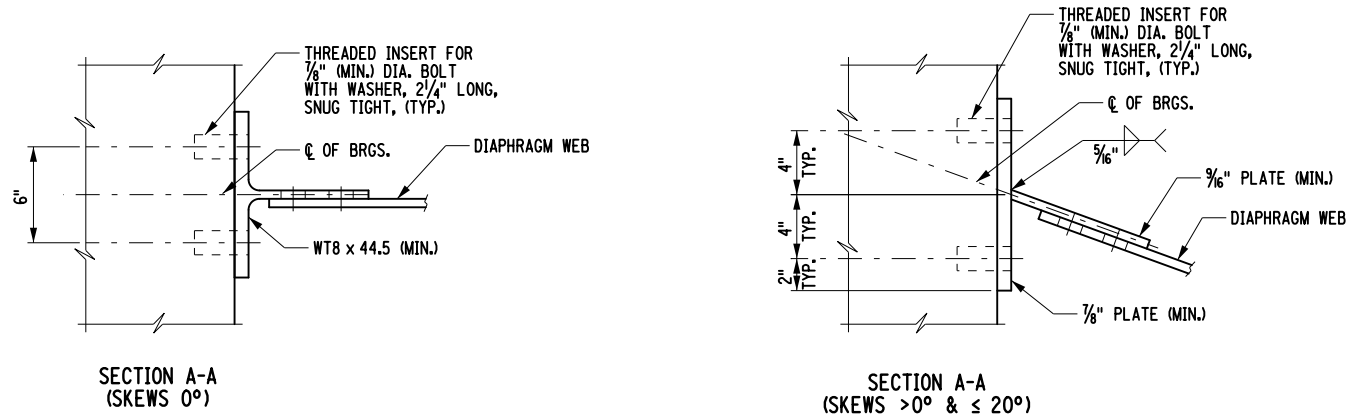 THREADED INSERT FOR
⅞" (MIN.) DIA. BOLT
WITH WASHER, 2¼" LONG,
SNUG TIGHT, (TYP.)
℄ OF BRGS.
DIAPHRAGM WEB
6"
WT8 x 44.5 (MIN.)
SECTION A-A
(SKEWS 0°)
THREADED INSERT FOR
⅞" (MIN.) DIA. BOLT
WITH WASHER, 2¼" LONG,
SNUG TIGHT, (TYP.)
℄ OF BRGS.
5⁄16"
4"
TYP.
9⁄16" PLATE (MIN.)
DIAPHRAGM WEB
4"
TYP.
2"
TYP.
⅞" PLATE (MIN.)
SECTION A-A
(SKEWS >0° & ≤ 20°)